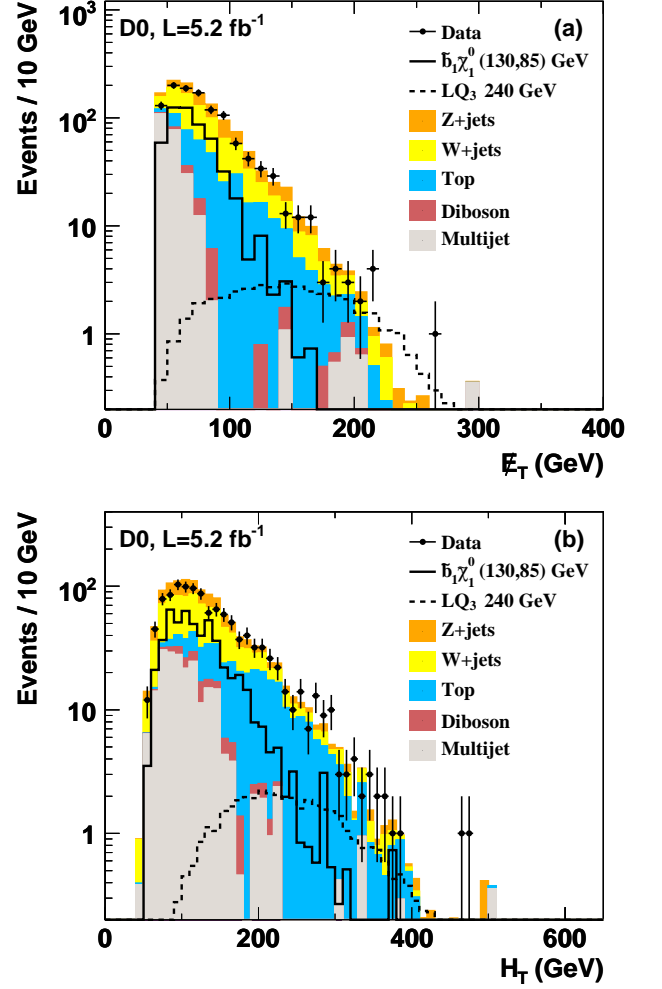 D0, L=5.2 fb⁻¹
(a)
Data
b̃₁χ̃₁⁰ (130,85) GeV
LQ₃ 240 GeV
Z+jets
W+jets
Top
Diboson
Multijet
Events / 10 GeV
10³
10²
10
1
0 100 200 300 400
E̸_T (GeV)
D0, L=5.2 fb⁻¹
(b)
Data
b̃₁χ̃₁⁰ (130,85) GeV
LQ₃ 240 GeV
Z+jets
W+jets
Top
Diboson
Multijet
Events / 10 GeV
10²
10
1
0 200 400 600
H_T (GeV)